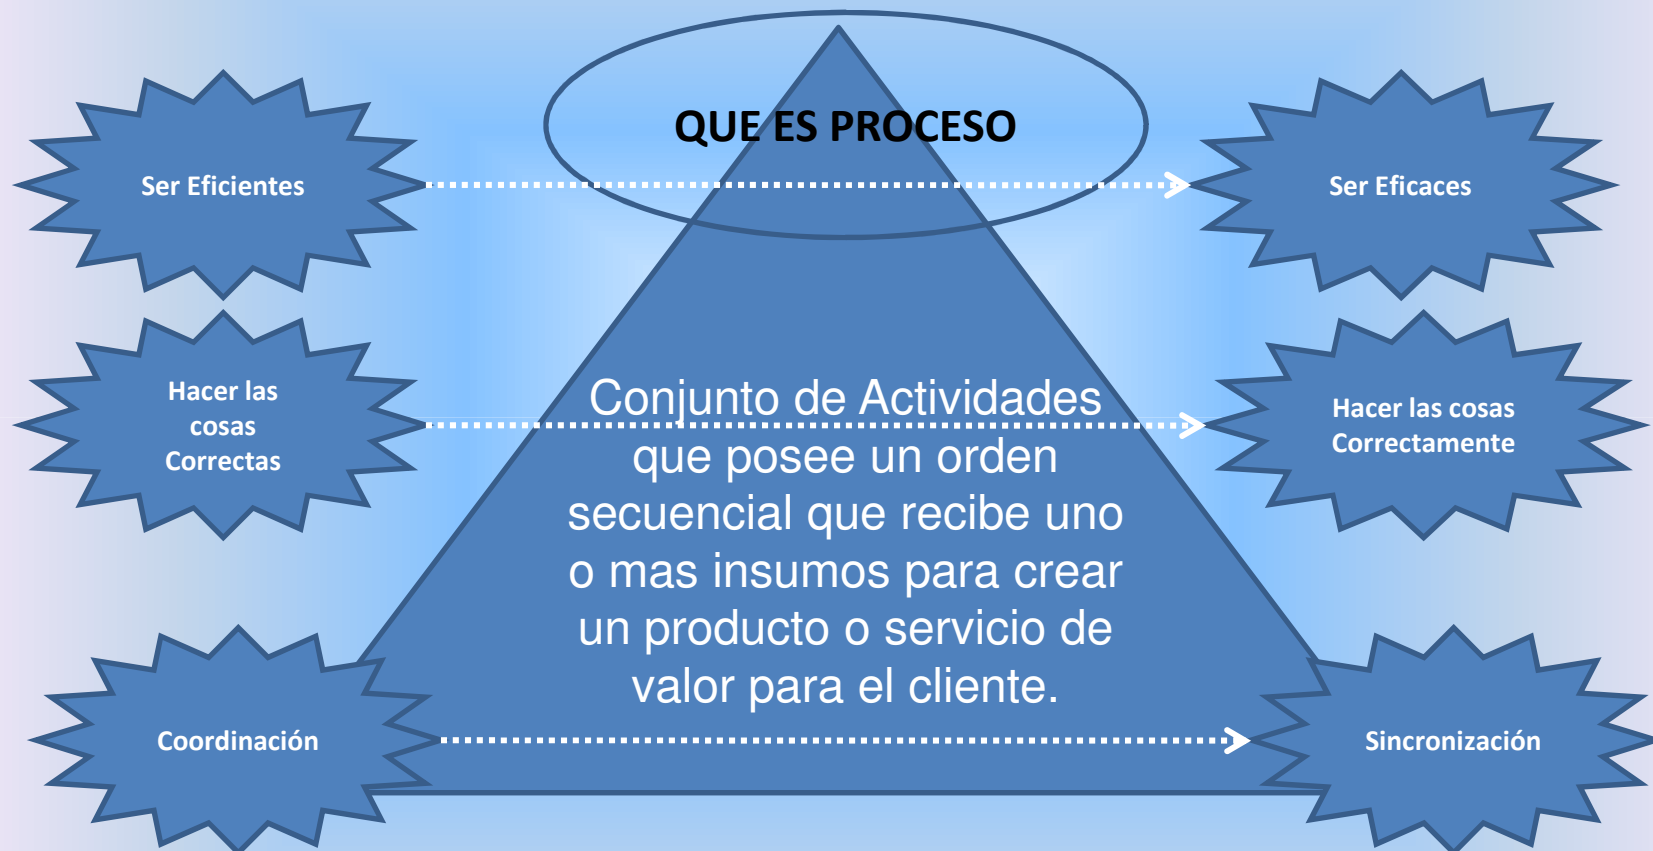 QUE ES PROCESO
Ser Eficientes
Ser Eficaces
Hacer las
cosas
Correctas
Hacer las cosas
Correctamente
Conjunto de Actividades
que posee un orden
secuencial que recibe uno
o mas insumos para crear
un producto o servicio de
valor para el cliente.
Coordinación
Sincronización